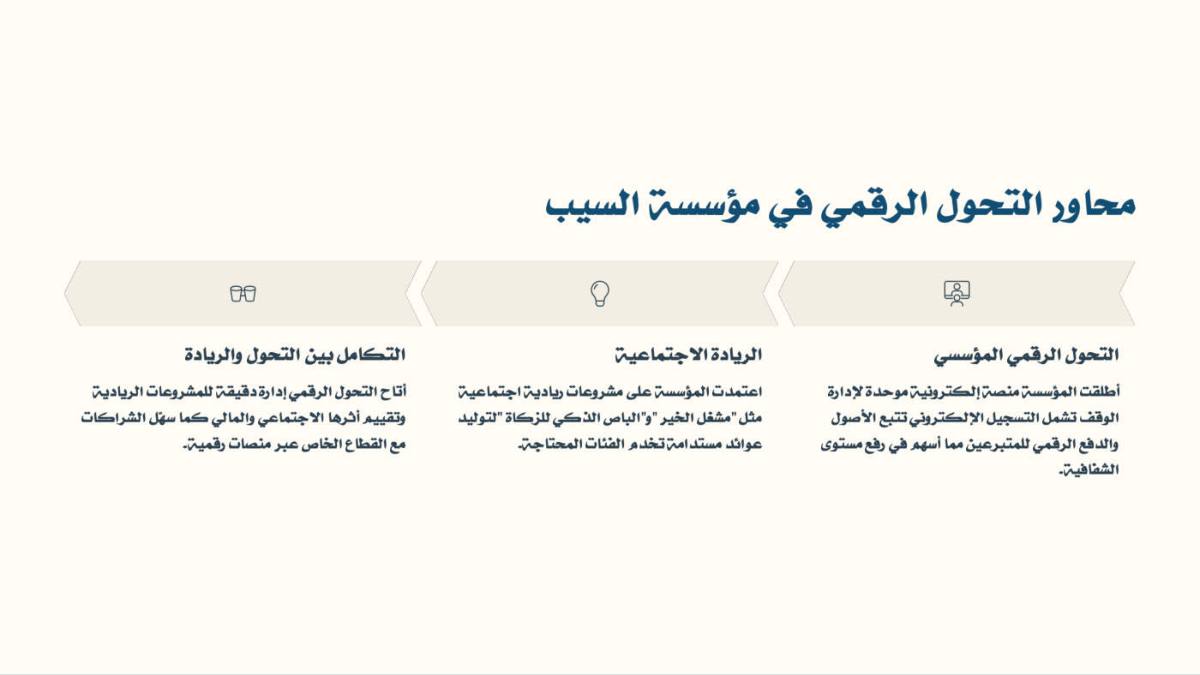 محاور التحول الرقمي في مؤسسة السيب
التحول الرقمي المؤسسي
أطلقت المؤسسة منصة إلكترونية موحدة لإدارة
الوقف تشمل التسجيل الإلكتروني تتبع الأصول
والدفع الرقمي للمتبرعين مما أسهم في رفع مستوى
الشفافية.
الريادة الاجتماعية
اعتمدت المؤسسة على مشروعات ريادية اجتماعية
مثل "مشغل الخير "و"الباص الذكي للزكاة "لتوليد
عوائد مستدامة تخدم الفئات المحتاجة.
التكامل بين التحول والريادة
أتاح التحول الرقمي إدارة دقيقة للمشروعات الريادية
وتقييم أثرها الاجتماعي والمالي كما سهّل الشراكات
مع القطاع الخاص عبر منصات رقمية.